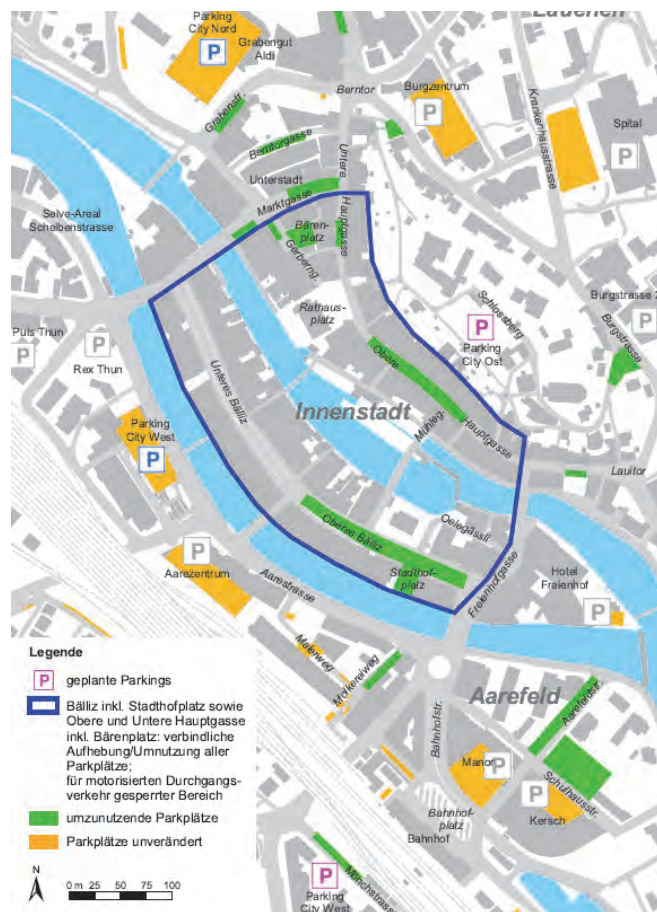 Lauenen
Parking
City Nord
P
Grabengut
Aldi
Berntor
Burgzentrum
P
Grabenstr.
Krankenhausstrasse
Spital
P
Berntorgasse
Untere
Unterstadt
Marktgasse
Hauptgasse
Selve-Areal
Scheibenstrasse
Bären-
platz
Gerberng.
Rathaus-
platz
Schlossberg
Burgstrasse
P
Puls Thun
P
P
Rex Thun
P
Parking
City Ost
Burgstrasse
Obere
Unteres Bälliz
Innenstadt
Mühleg.
Hauptgasse
Parking
City West
P
Lauitor
Oberes Bälliz
Oelegässli
P
Aarezentrum
Stadthof-
platz
Freienhofgasse
Hotel
Freienhof
P
Aarestrasse
Malerweg
Molkereiweg
Aarefeld
Aarefeldstr.
Bahnhofstr.
Manor
P
Schulhausstr.
P
Kersch
Bahnhof-
platz
Bahnhof
Mönchstrasse
P
Parking
City West
Legende
P geplante Parkings
Bälliz inkl. Stadthofplatz sowie
Obere und Untere Hauptgasse
inkl. Bärenplatz: verbindliche
Aufhebung/Umnutzung aller
Parkplätze;
für motorisierten Durchgangs-
verkehr gesperrter Bereich
umzunutzende Parkplätze
Parkplätze unverändert
N
0 m 25 50 75 100